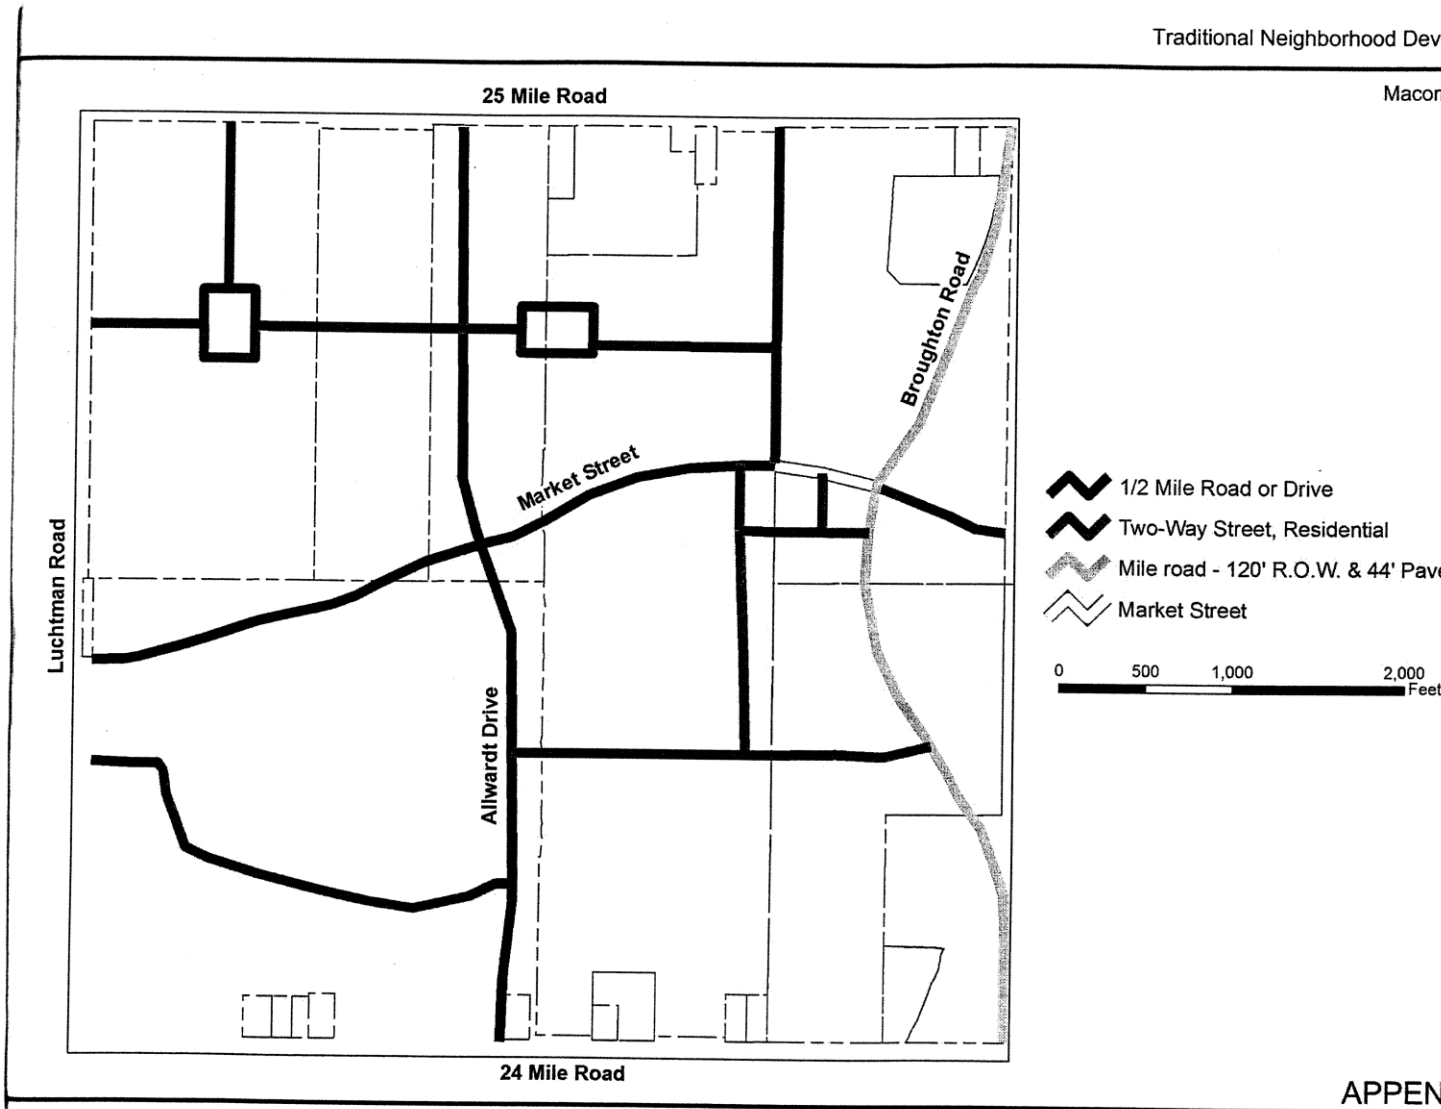 Traditional Neighborhood Dev
Macon
25 Mile Road
Broughton Road
Market Street
Luchtman Road
Allwardt Drive
24 Mile Road
1/2 Mile Road or Drive
Two-Way Street, Residential
Mile road - 120' R.O.W. & 44' Pave
Market Street
0 500 1,000 2,000
Feet
APPEN